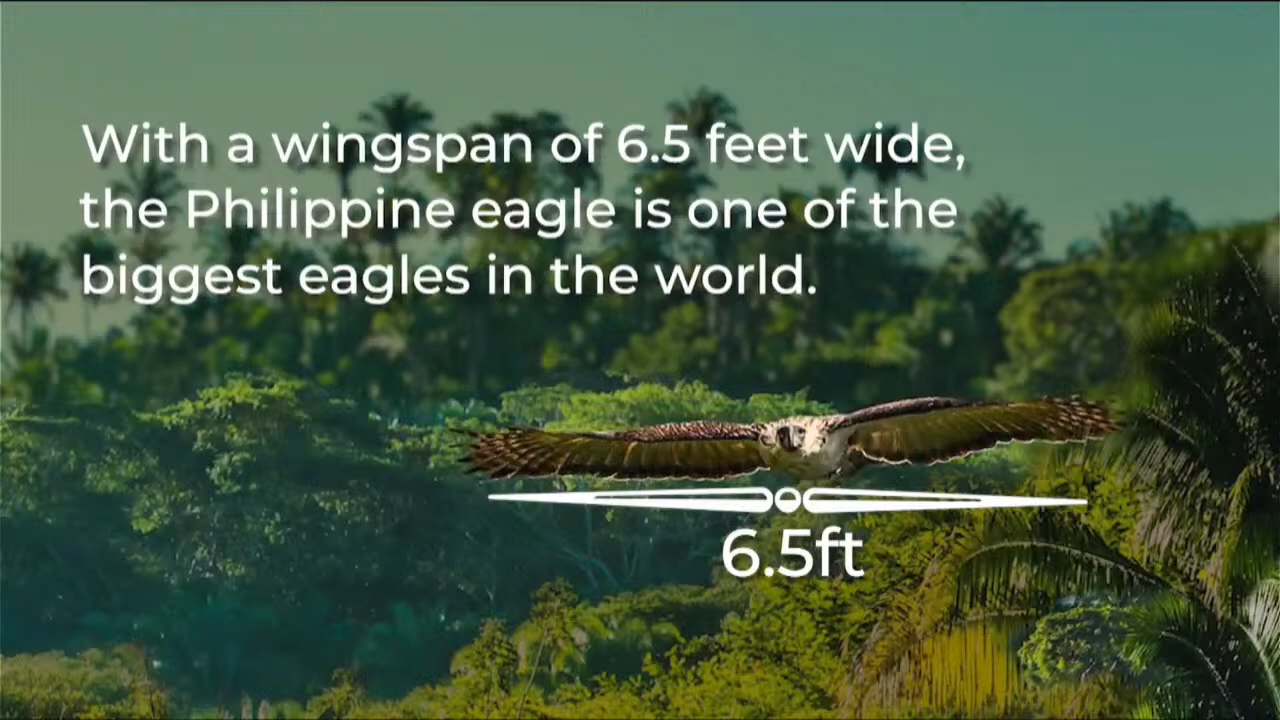 With a wingspan of 6.5 feet wide,
the Philippine eagle is one of the
biggest eagles in the world.
6.5ft